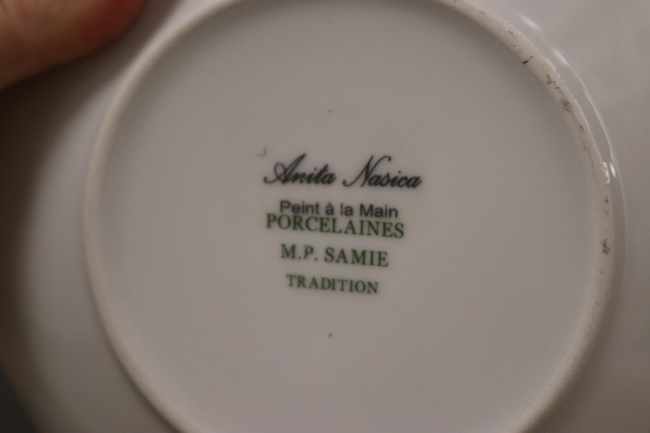 Anita Nasica
Peint à la Main
PORCELAINES
M.P. SAMIE
TRADITION